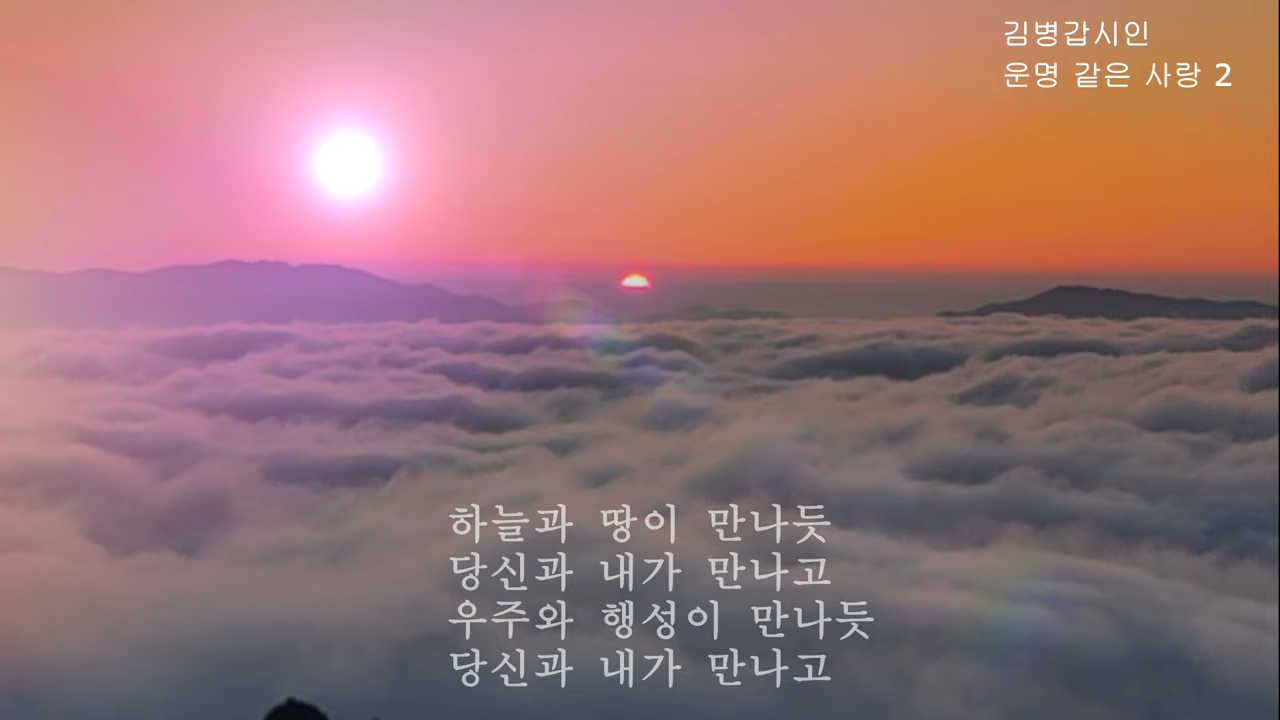 김병갑시인
운명 같은 사랑 2
하늘과 땅이 만나듯
당신과 내가 만나고
우주와 행성이 만나듯
당신과 내가 만나고